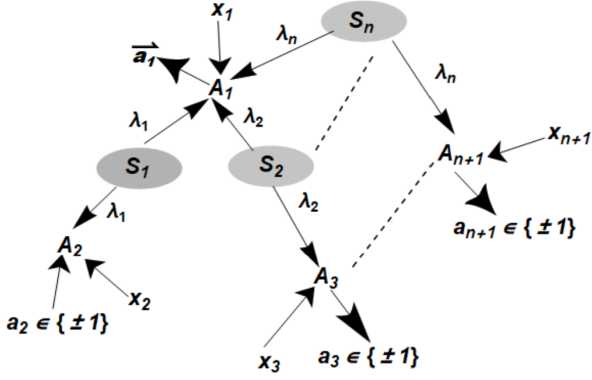 x₁
Sₙ
a⃗₁
λₙ
λₙ
A₁
λ₁
λ₂
xₙ₊₁
Aₙ₊₁
S₁
S₂
λ₁
λ₂
aₙ₊₁ ∈ { ± 1}
A₂
A₃
x₂
a₂ ∈ { ± 1}
x₃
a₃ ∈ { ± 1}